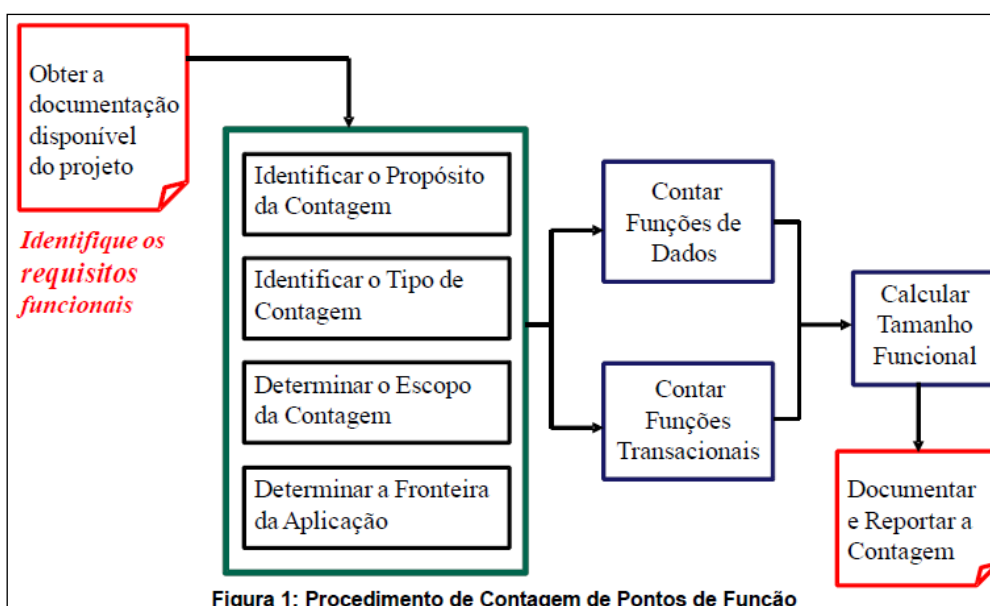 Obter a
documentação
disponível
do projeto
Identifique os
requisitos
funcionais
Identificar o Propósito
da Contagem
Identificar o Tipo de
Contagem
Determinar o Escopo
da Contagem
Determinar a Fronteira
da Aplicação
Contar
Funções de
Dados
Contar
Funções
Transacionais
Calcular
Tamanho
Funcional
Documentar
e Reportar a
Contagem
Figura 1: Procedimento de Contagem de Pontos de Função